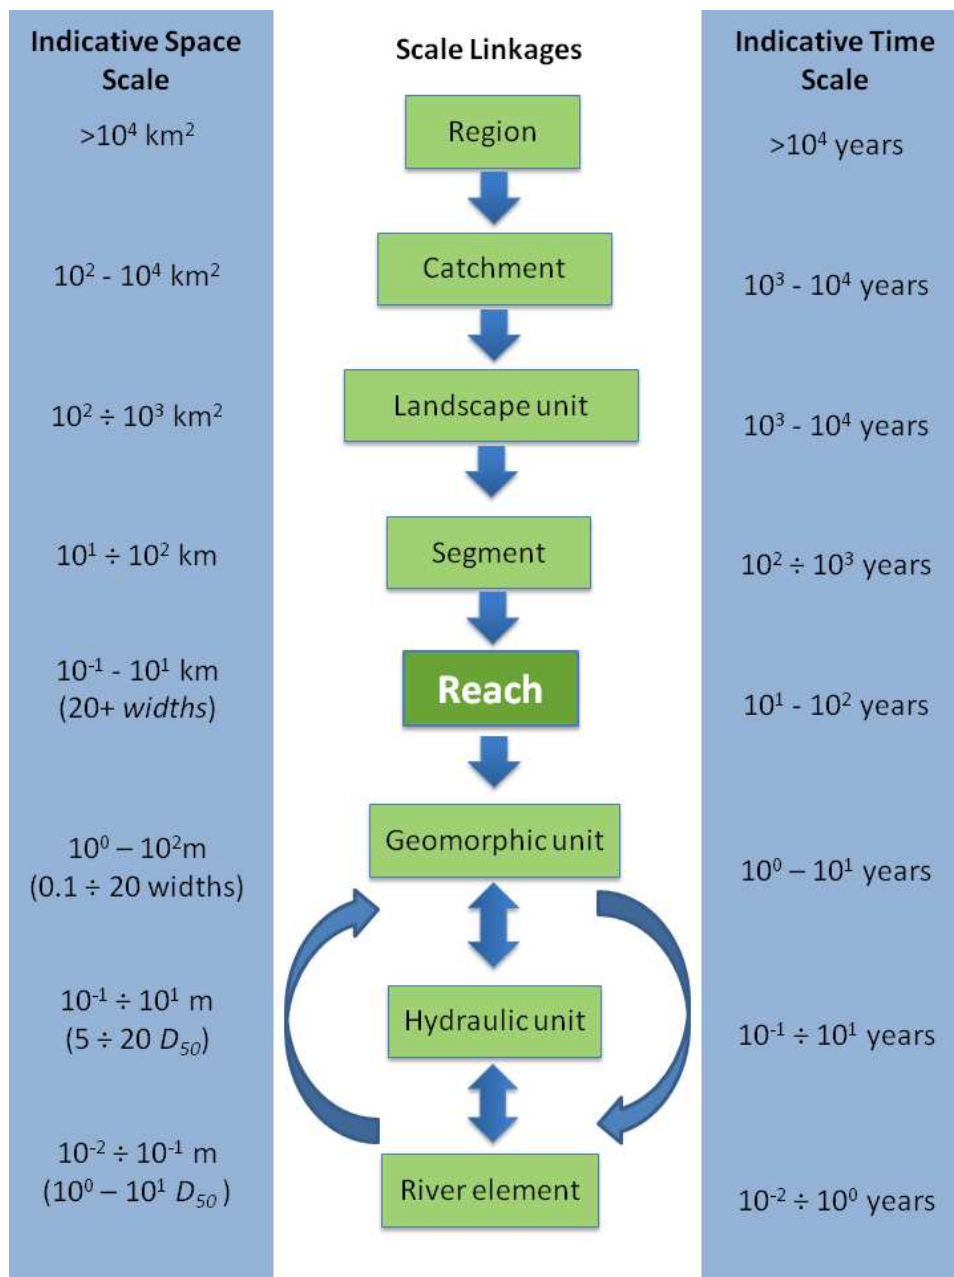 Indicative Space
Scale
Scale Linkages
Indicative Time
Scale
>10⁴ km²
Region
>10⁴ years
10² - 10⁴ km²
Catchment
10³ - 10⁴ years
10² ÷ 10³ km²
Landscape unit
10³ - 10⁴ years
10¹ ÷ 10² km
Segment
10² ÷ 10³ years
10⁻¹ - 10¹ km
(20+ widths)
Reach
10¹ - 10² years
10⁰ – 10²m
(0.1 ÷ 20 widths)
Geomorphic unit
10⁰ – 10¹ years
10⁻¹ ÷ 10¹ m
(5 ÷ 20 D₅₀)
Hydraulic unit
10⁻¹ ÷ 10¹ years
10⁻² ÷ 10⁻¹ m
(10⁰ – 10¹ D₅₀ )
River element
10⁻² ÷ 10⁰ years